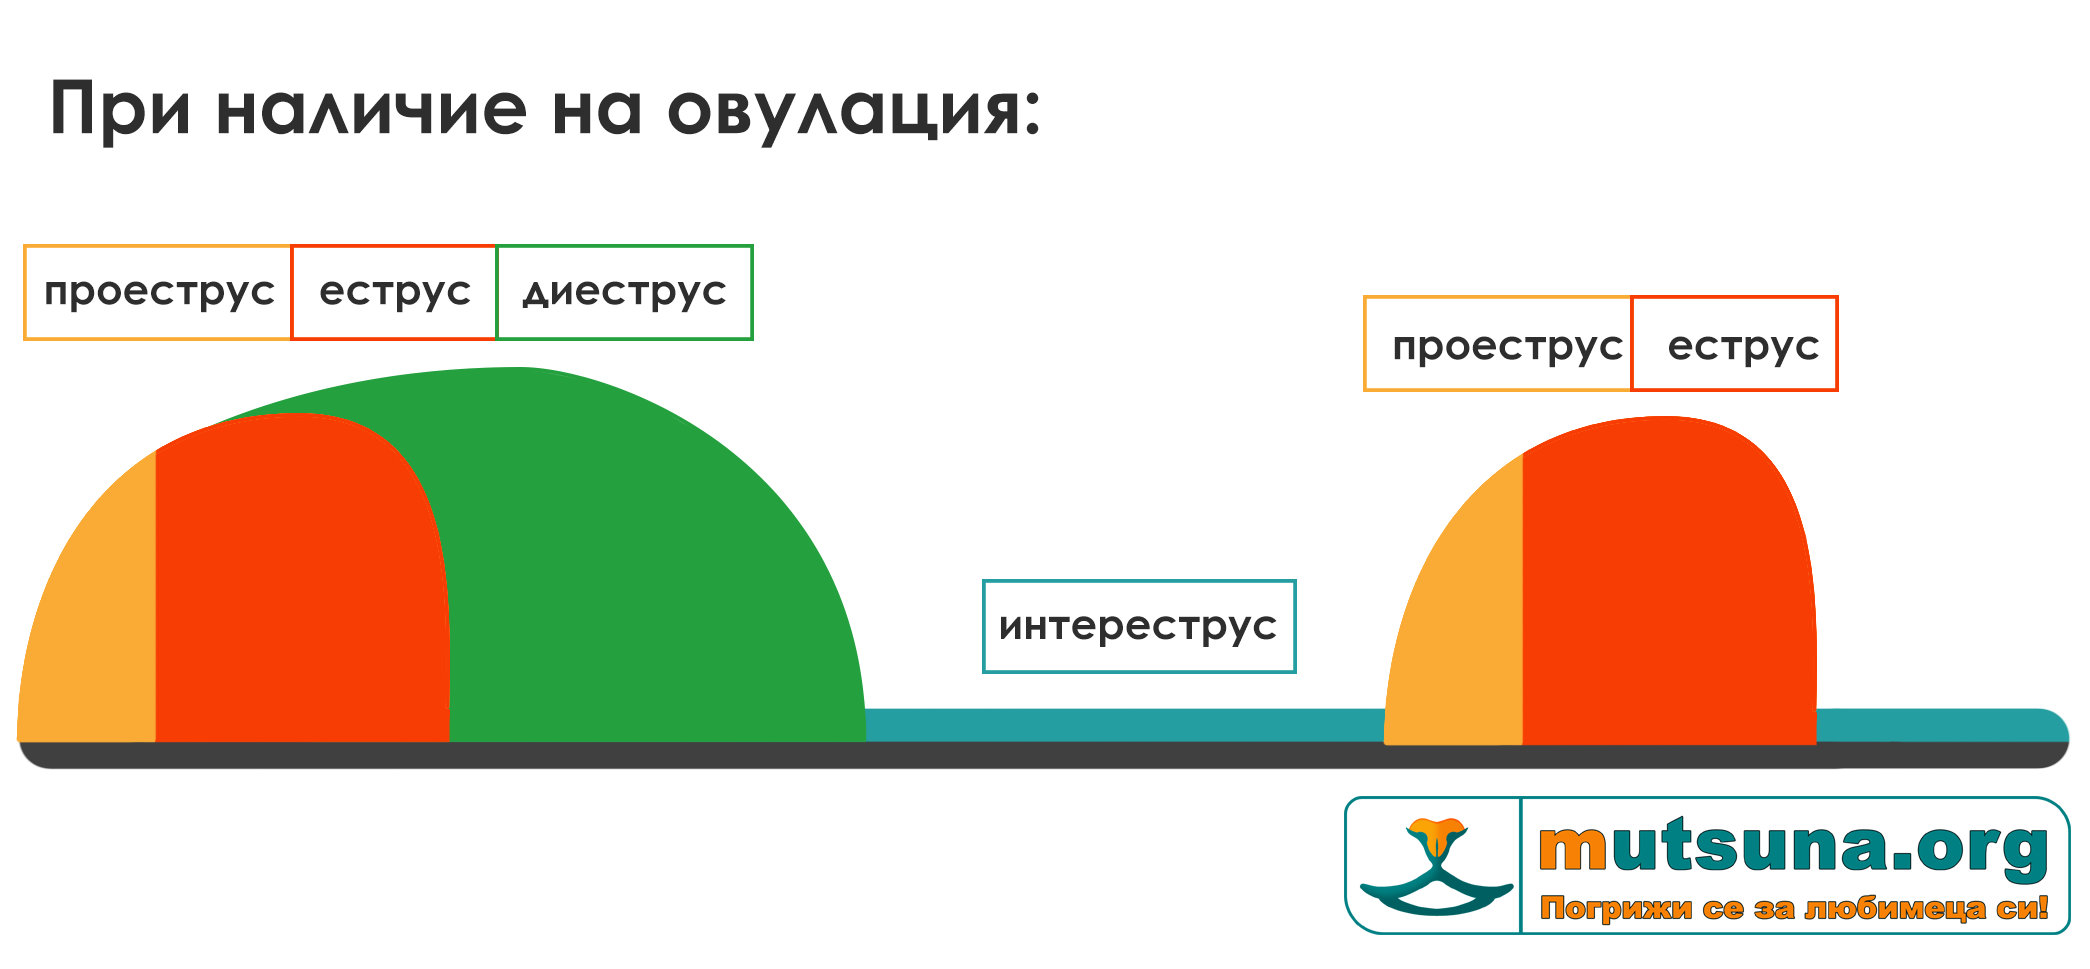 При наличие на овулация:
проеструс еструс диеструс
проеструс еструс
интереструс
mutsuna.org
Погрижи се за любимеца си!